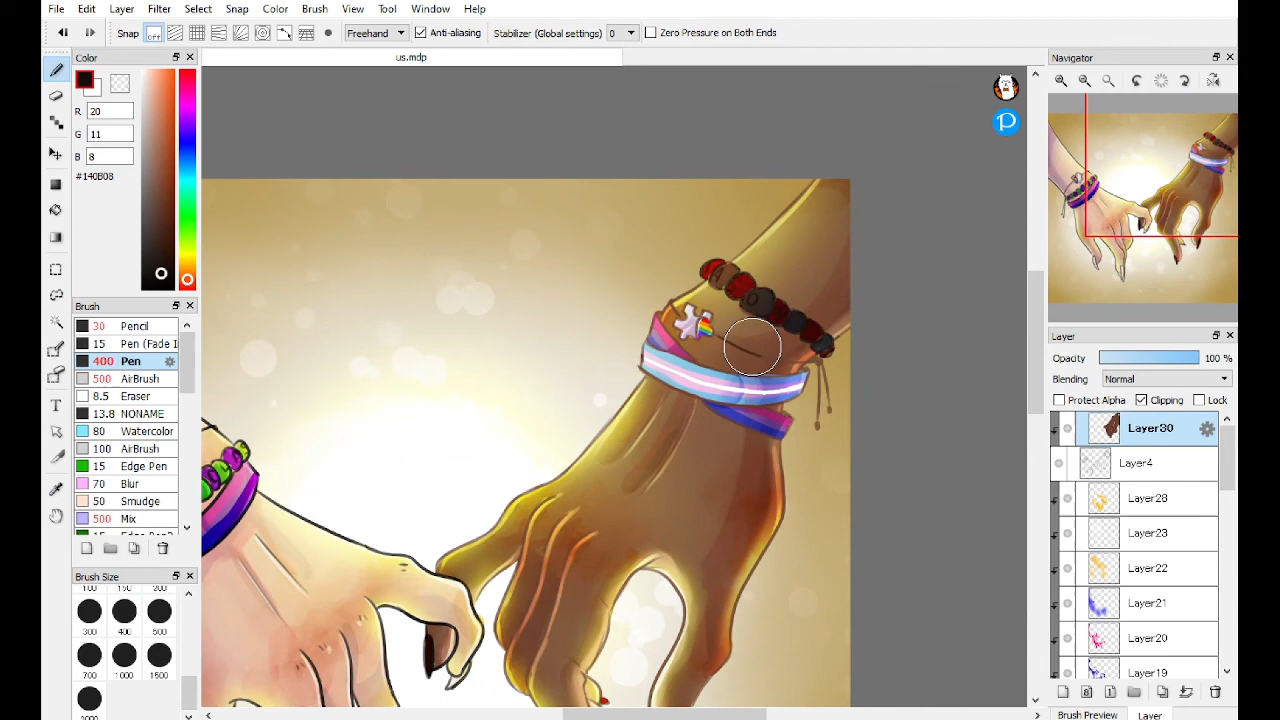 File Edit Layer Filter Select Snap Color Brush View Tool Help
Snap off Freehand Anti-aliasing Stabilizer (Global settings) 0 Zero Pressure on Both Ends
us.mdp
Color
R 20
G 11
B 8
#140B08
Brush
30 Pencil
15 Pen (Fade I
400 Pen
500 AirBrush
8.5 Eraser
13.8 NONAME
80 Watercolor
100 AirBrush
15 Edge Pen
70 Blur
50 Smudge
500 Mix
Brush Size
100 150 200
300 400 500
700 1000 1500
Navigator
Layer
Opacity 100 %
Blending Normal
Protect Alpha Clipping Lock
Layer30
Layer4
Layer28
Layer23
Layer22
Layer21
Layer20
Layer19
Brush Preview Layer